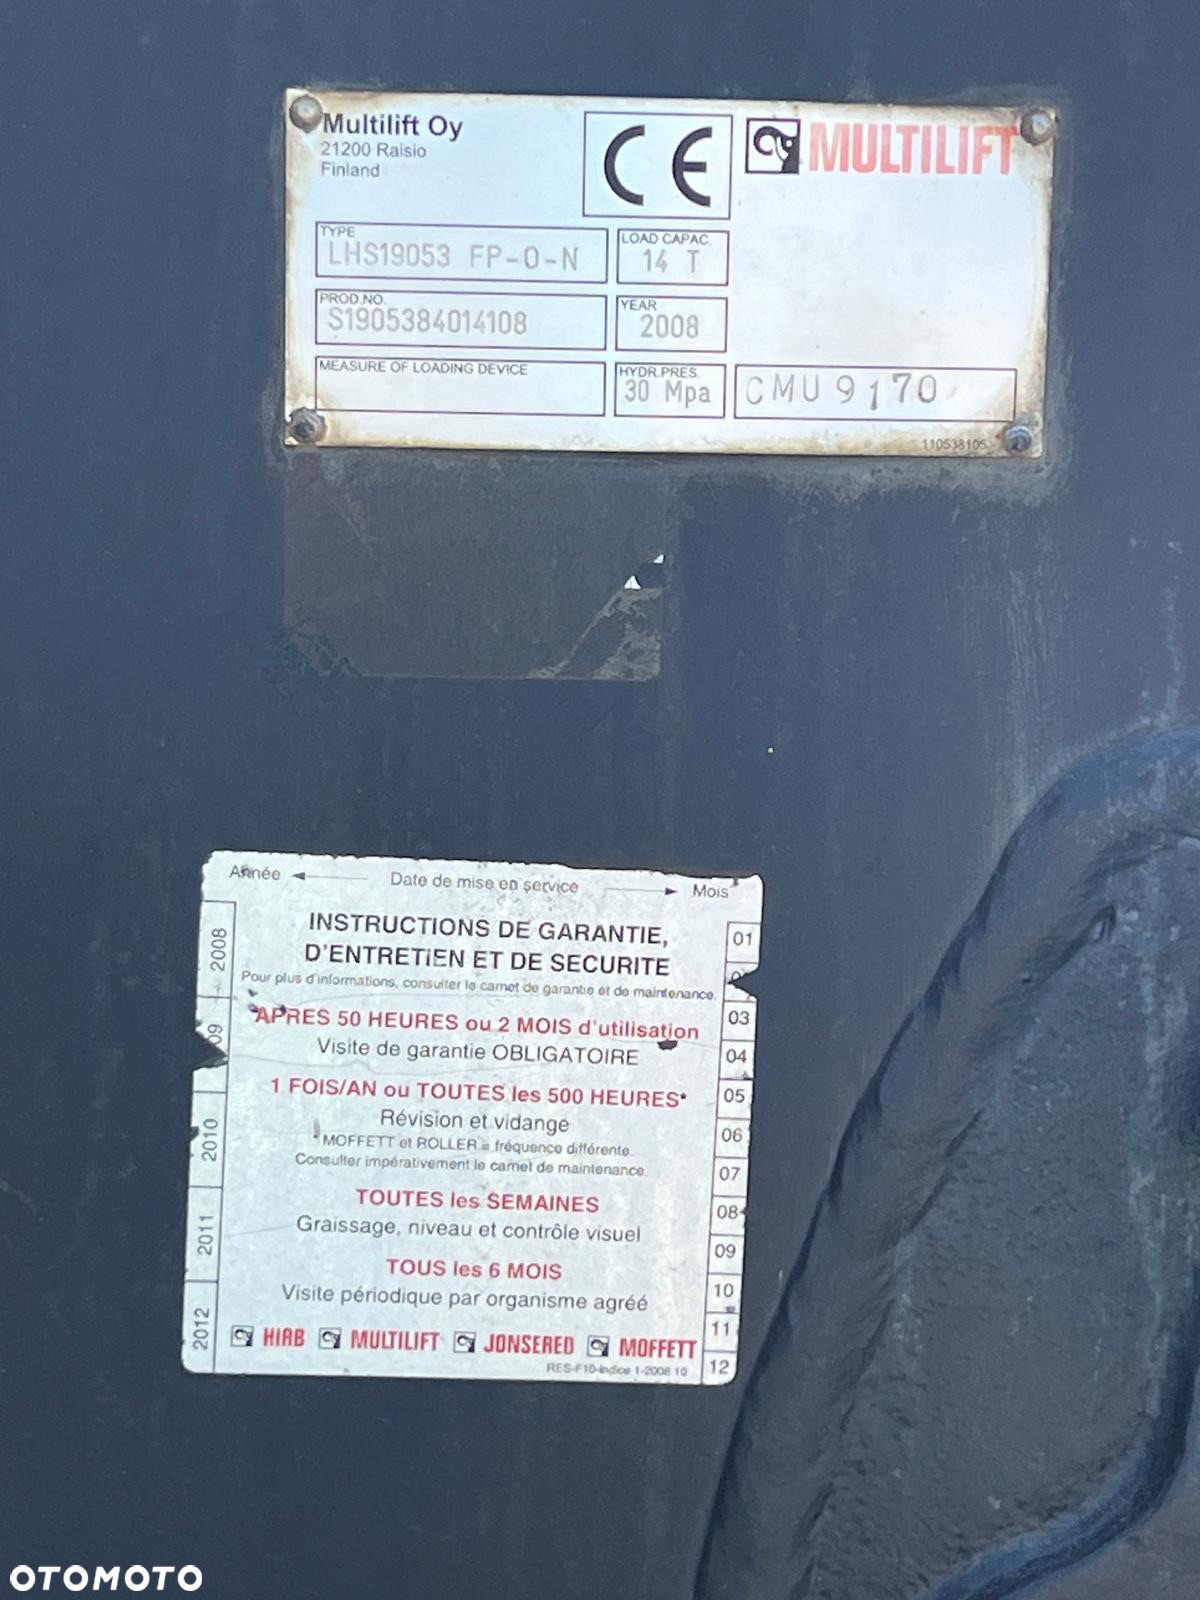 Multilift Oy
21200 Raisio
Finland
CE
MULTILIFT
TYPE
LHS19053 FP-0-N
LOAD CAPAC.
14 T
PROD.NO.
S1905384014108
YEAR
2008
MEASURE OF LOADING DEVICE
HYDR.PRES.
30 Mpa
CMU 9170
110538105
Année
Date de mise en service
Mois
INSTRUCTIONS DE GARANTIE,
D'ENTRETIEN ET DE SECURITE
Pour plus d'informations, consulter le carnet de garantie et de maintenance.
APRES 50 HEURES ou 2 MOIS d'utilisation
Visite de garantie OBLIGATOIRE
1 FOIS/AN ou TOUTES les 500 HEURES*
Révision et vidange
*MOFFETT et ROLLER = fréquence différente.
Consulter impérativement le carnet de maintenance.
TOUTES les SEMAINES
Graissage, niveau et contrôle visuel
TOUS les 6 MOIS
Visite périodique par organisme agréé
HIAB MULTILIFT JONSERED MOFFETT
RES-F10-indice 1-2008.10
2008
09
2010
2011
2012
01
03
04
05
06
07
08
09
10
11
12
OTOMOTO